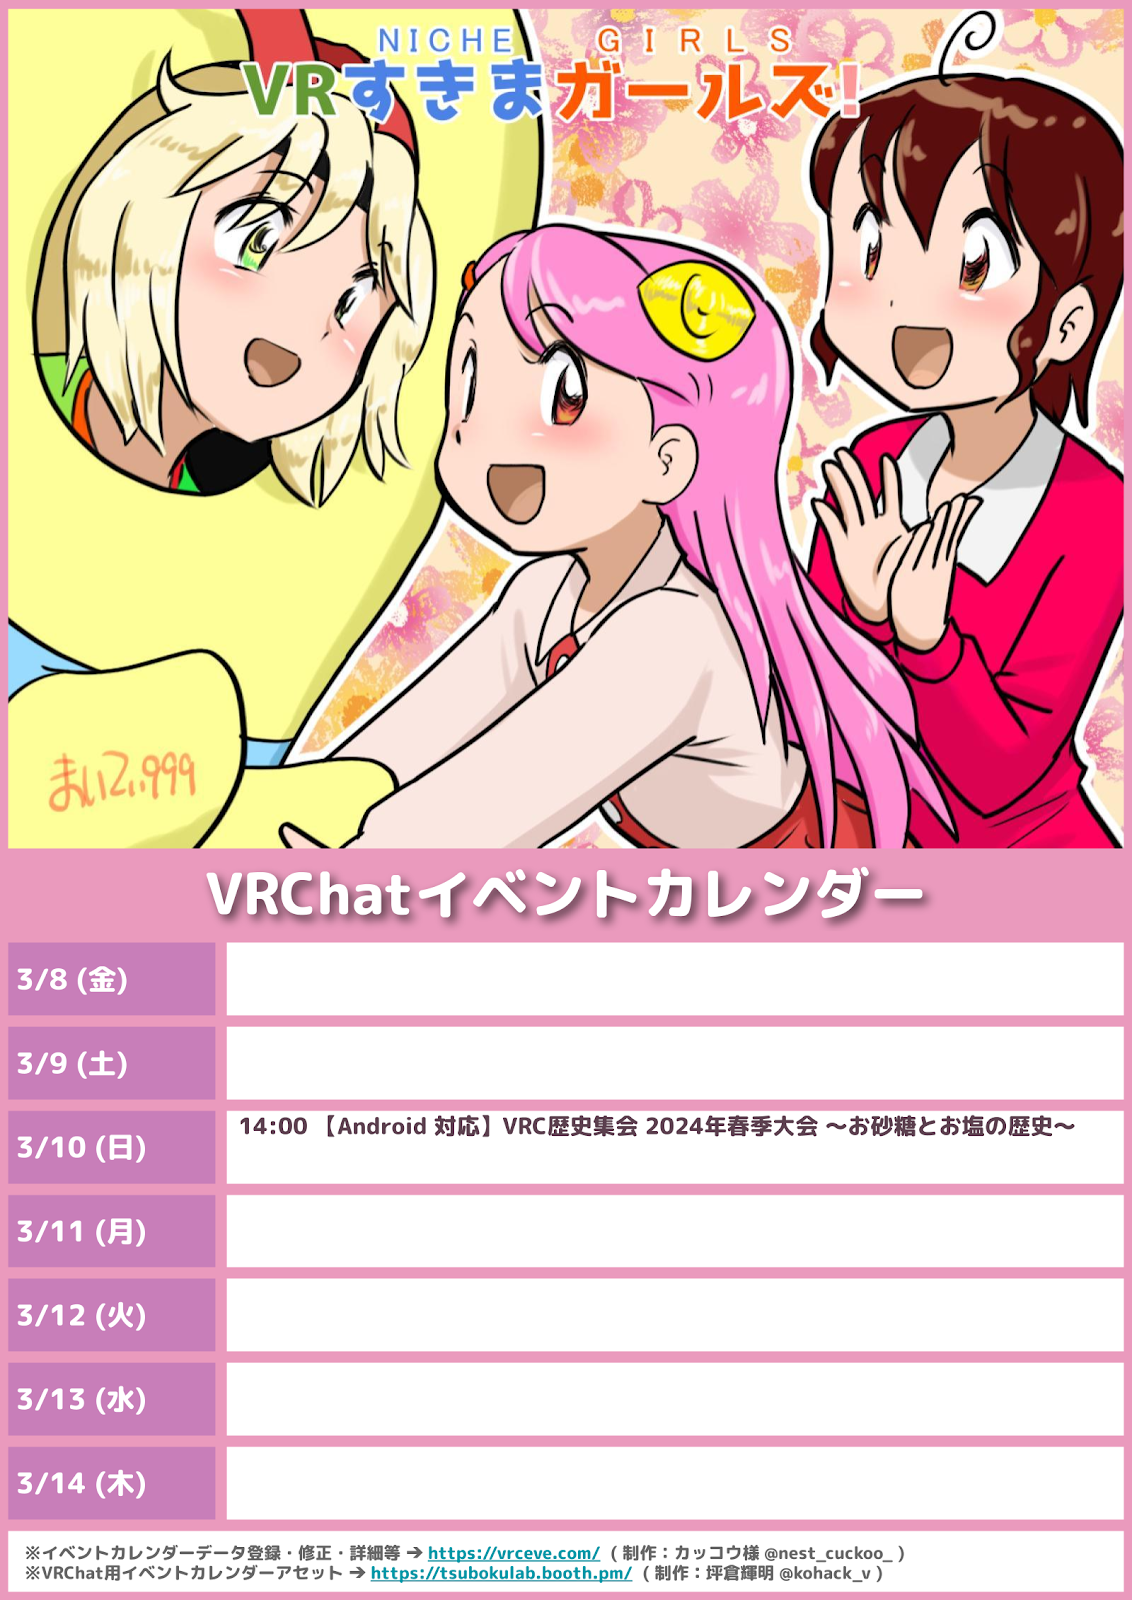 NICHE GIRLS
VRすきまガールズ!
まいてぃ999
VRChatイベントカレンダー
3/8 (金)
3/9 (土)
3/10 (日)
14:00 【Android 対応】VRC歴史集会 2024年春季大会 〜お砂糖とお塩の歴史〜
3/11 (月)
3/12 (火)
3/13 (水)
3/14 (木)
※イベントカレンダーデータ登録・修正・詳細等 → https://vrceve.com/ ( 制作：カッコウ様 @nest_cuckoo_ )
※VRChat用イベントカレンダーアセット → https://tsubokulab.booth.pm/ ( 制作：坪倉輝明 @kohack_v )